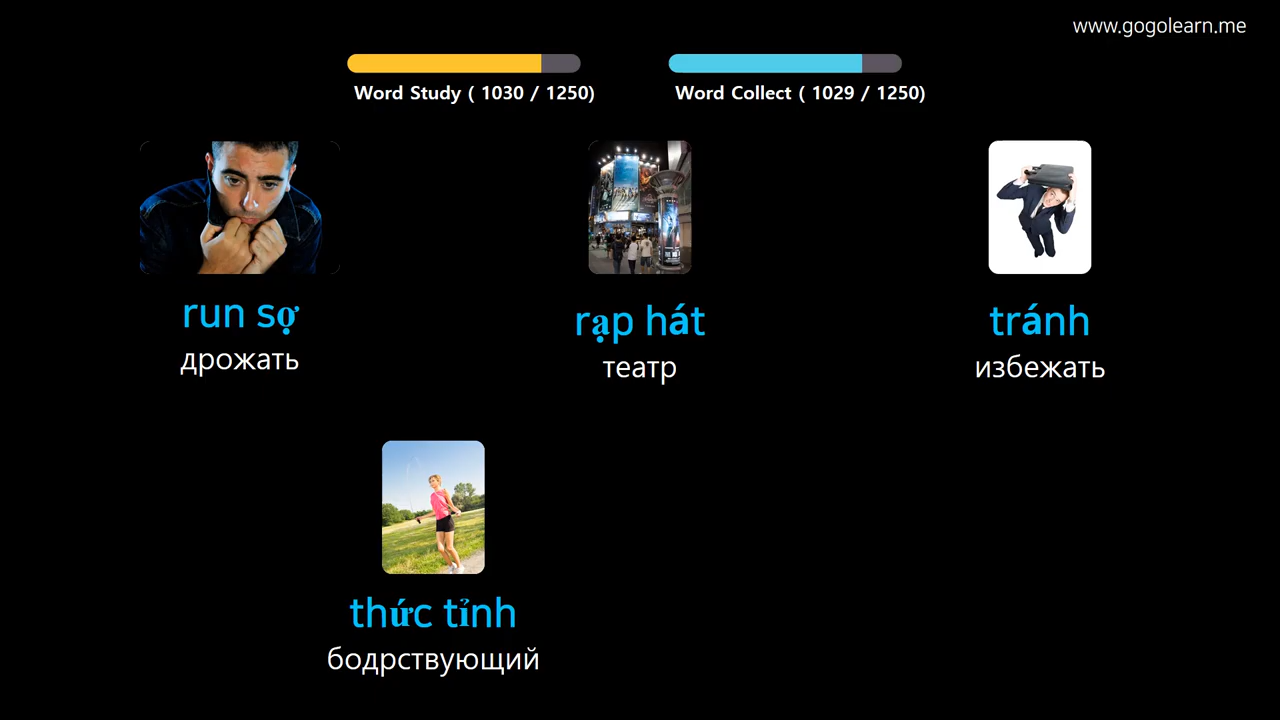 www.gogolearn.me
Word Study ( 1030 / 1250)
Word Collect ( 1029 / 1250)
run sợ
дрожать
rạp hát
театр
tránh
избежать
thức tỉnh
бодрствующий